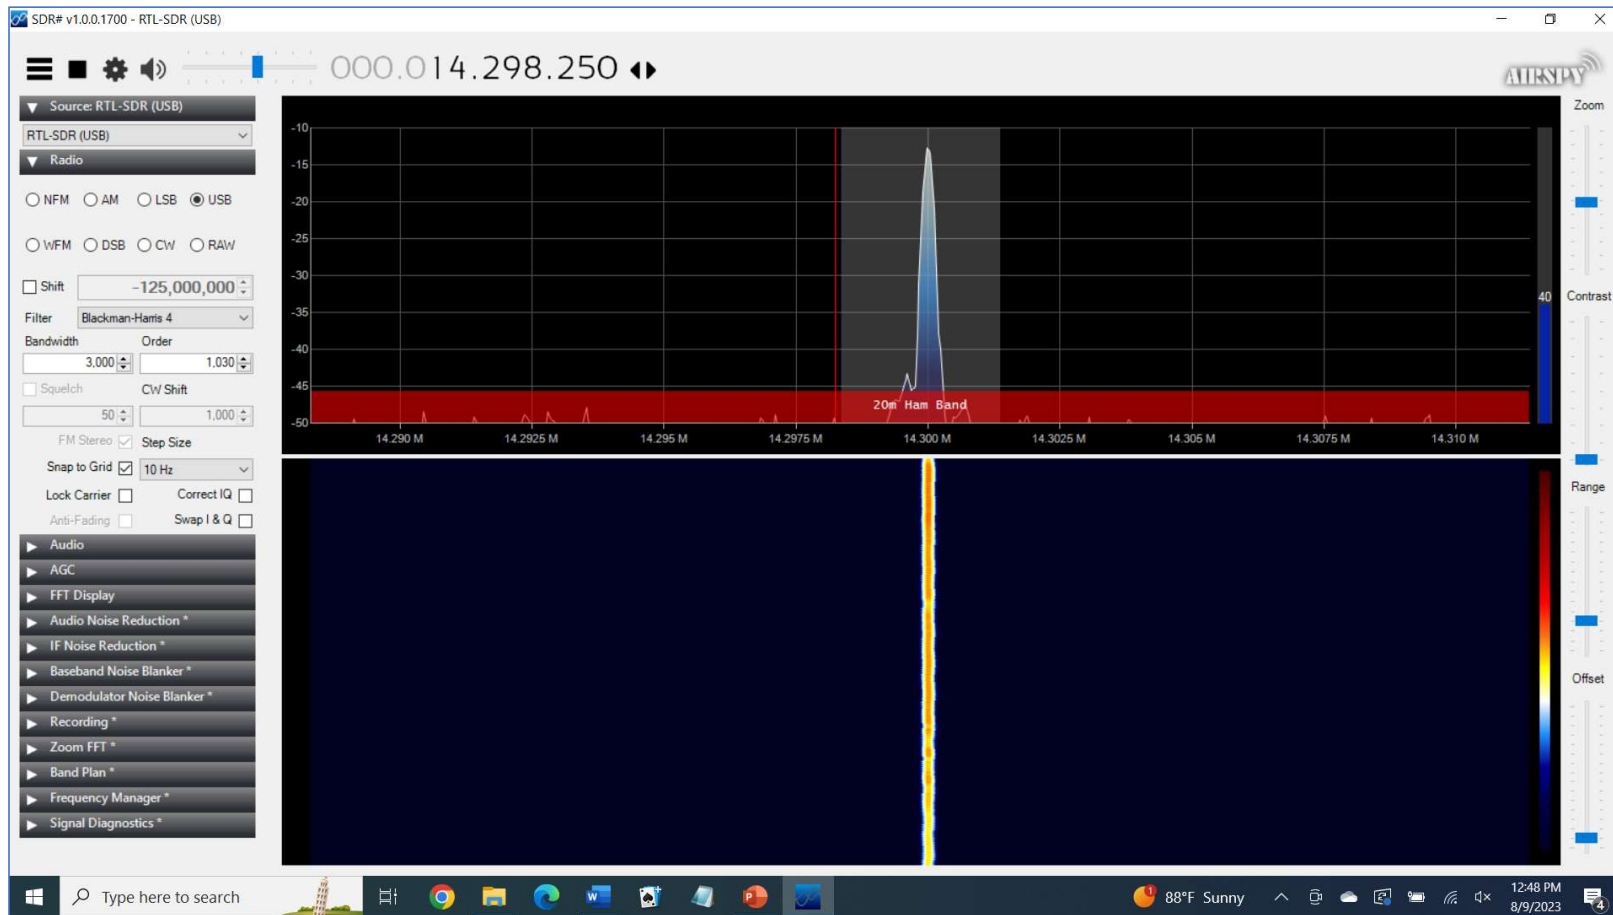 SDR# v1.0.0.1700 - RTL-SDR (USB)
000.014.298.250
AIRSPY
Source: RTL-SDR (USB)
RTL-SDR (USB)
Radio
NFM AM LSB USB
WFM DSB CW RAW
Shift -125,000,000
Filter Blackman-Harris 4
Bandwidth Order
3,000 1,030
Squelch CW Shift
50 1,000
FM Stereo Step Size
Snap to Grid 10 Hz
Lock Carrier Correct IQ
Anti-Fading Swap I & Q
Audio
AGC
FFT Display
Audio Noise Reduction *
IF Noise Reduction *
Baseband Noise Blanker *
Demodulator Noise Blanker *
Recording *
Zoom FFT *
Band Plan *
Frequency Manager *
Signal Diagnostics *
-10
-15
-20
-25
-30
-35
-40
-45
-50
20m Ham Band
14.290 M 14.2925 M 14.295 M 14.2975 M 14.300 M 14.3025 M 14.305 M 14.3075 M 14.310 M
40
Zoom
Contrast
Range
Offset
Type here to search
1
88°F Sunny
12:48 PM
8/9/2023
4